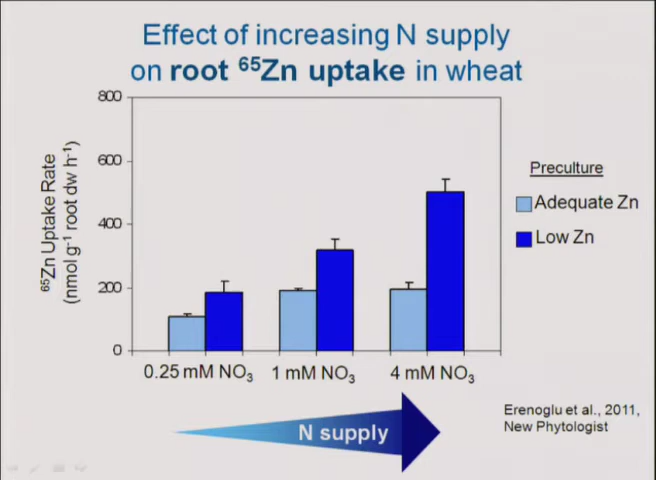 Effect of increasing N supply
on root ⁶⁵Zn uptake in wheat
800
600
400
200
0
⁶⁵Zn Uptake Rate
(nmol g⁻¹ root dw h⁻¹)
Preculture
Adequate Zn
Low Zn
0.25 mM NO₃
1 mM NO₃
4 mM NO₃
N supply
Erenoglu et al., 2011,
New Phytologist